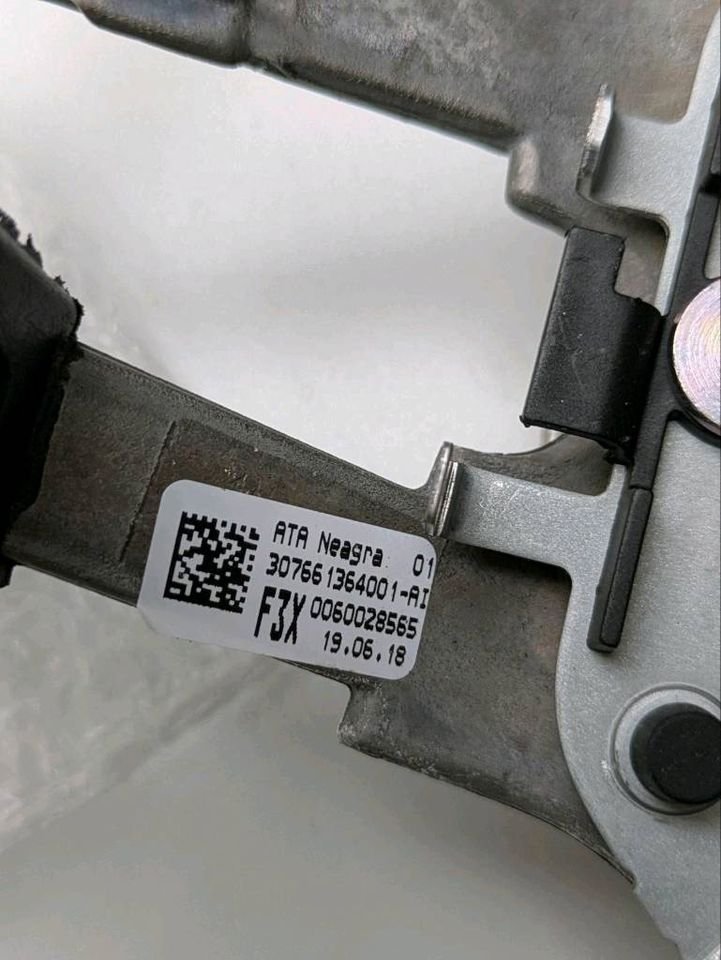 ATA Neagra: 01
307661364001-AI
F3X 0060028565
19.06.18